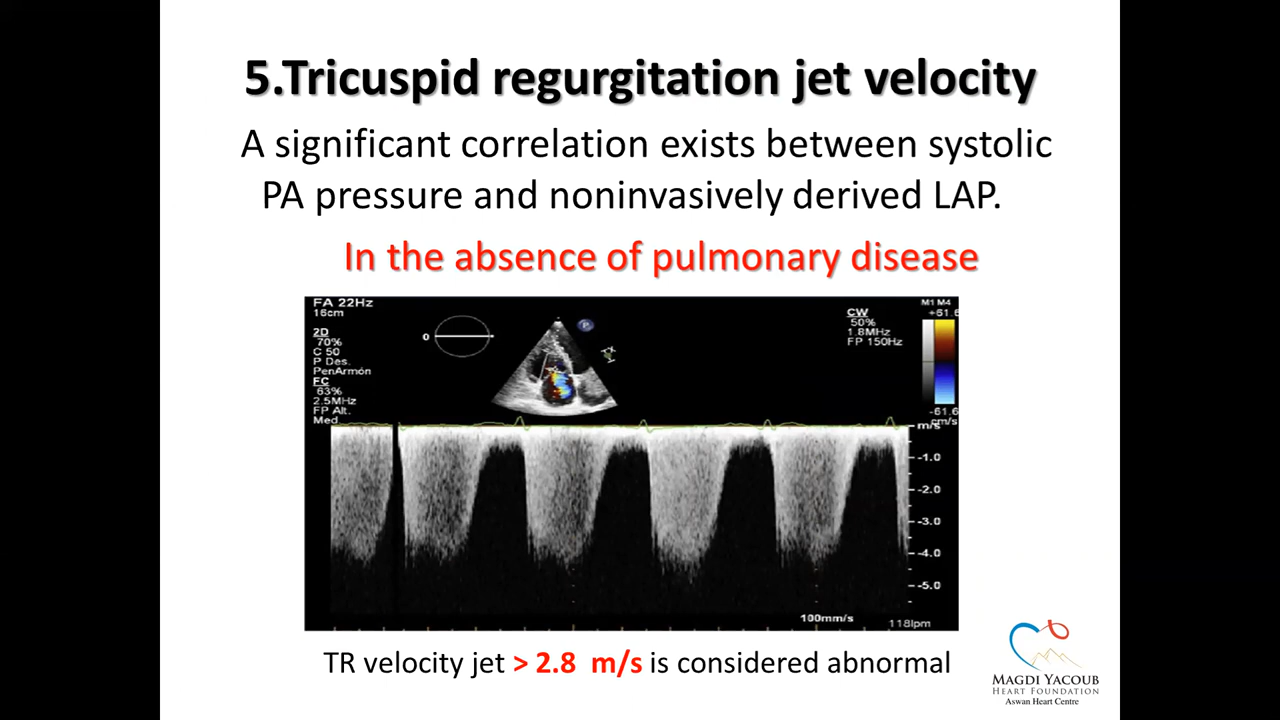 5.Tricuspid regurgitation jet velocity
A significant correlation exists between systolic
PA pressure and noninvasively derived LAP.
In the absence of pulmonary disease
FA 22Hz
16cm
2D
70%
C 50
P Des.
PenArmón
FC
63%
2.5MHz
FP Alt.
Med
0
P
CW
50%
1.8MHz
FP 150Hz
M1 M4
+61.6
-61.6
cm/s
m/s
-1.0
-2.0
-3.0
-4.0
-5.0
100mm/s
118lpm
TR velocity jet > 2.8 m/s is considered abnormal
MAGDI YACOUB
HEART FOUNDATION
Aswan Heart Centre